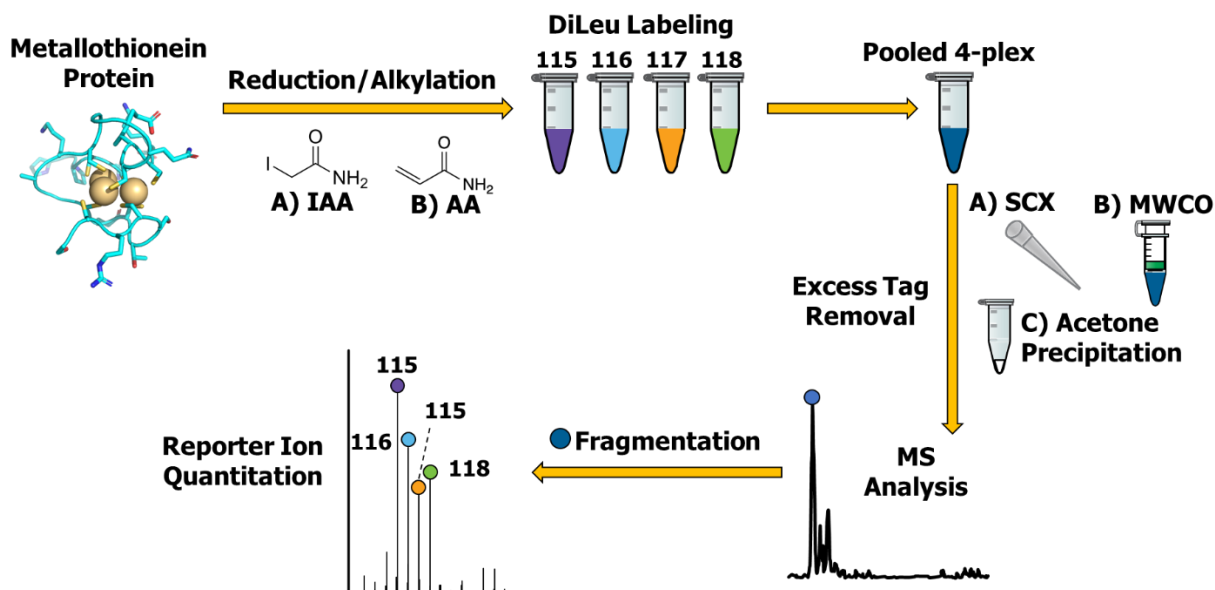 Metallothionein
Protein
Reduction/Alkylation
I
O
NH2
A) IAA
O
NH2
B) AA
DiLeu Labeling
115 116 117 118
Pooled 4-plex
A) SCX
B) MWCO
Excess Tag
Removal
C) Acetone
Precipitation
MS
Analysis
Fragmentation
115
115
116
118
Reporter Ion
Quantitation